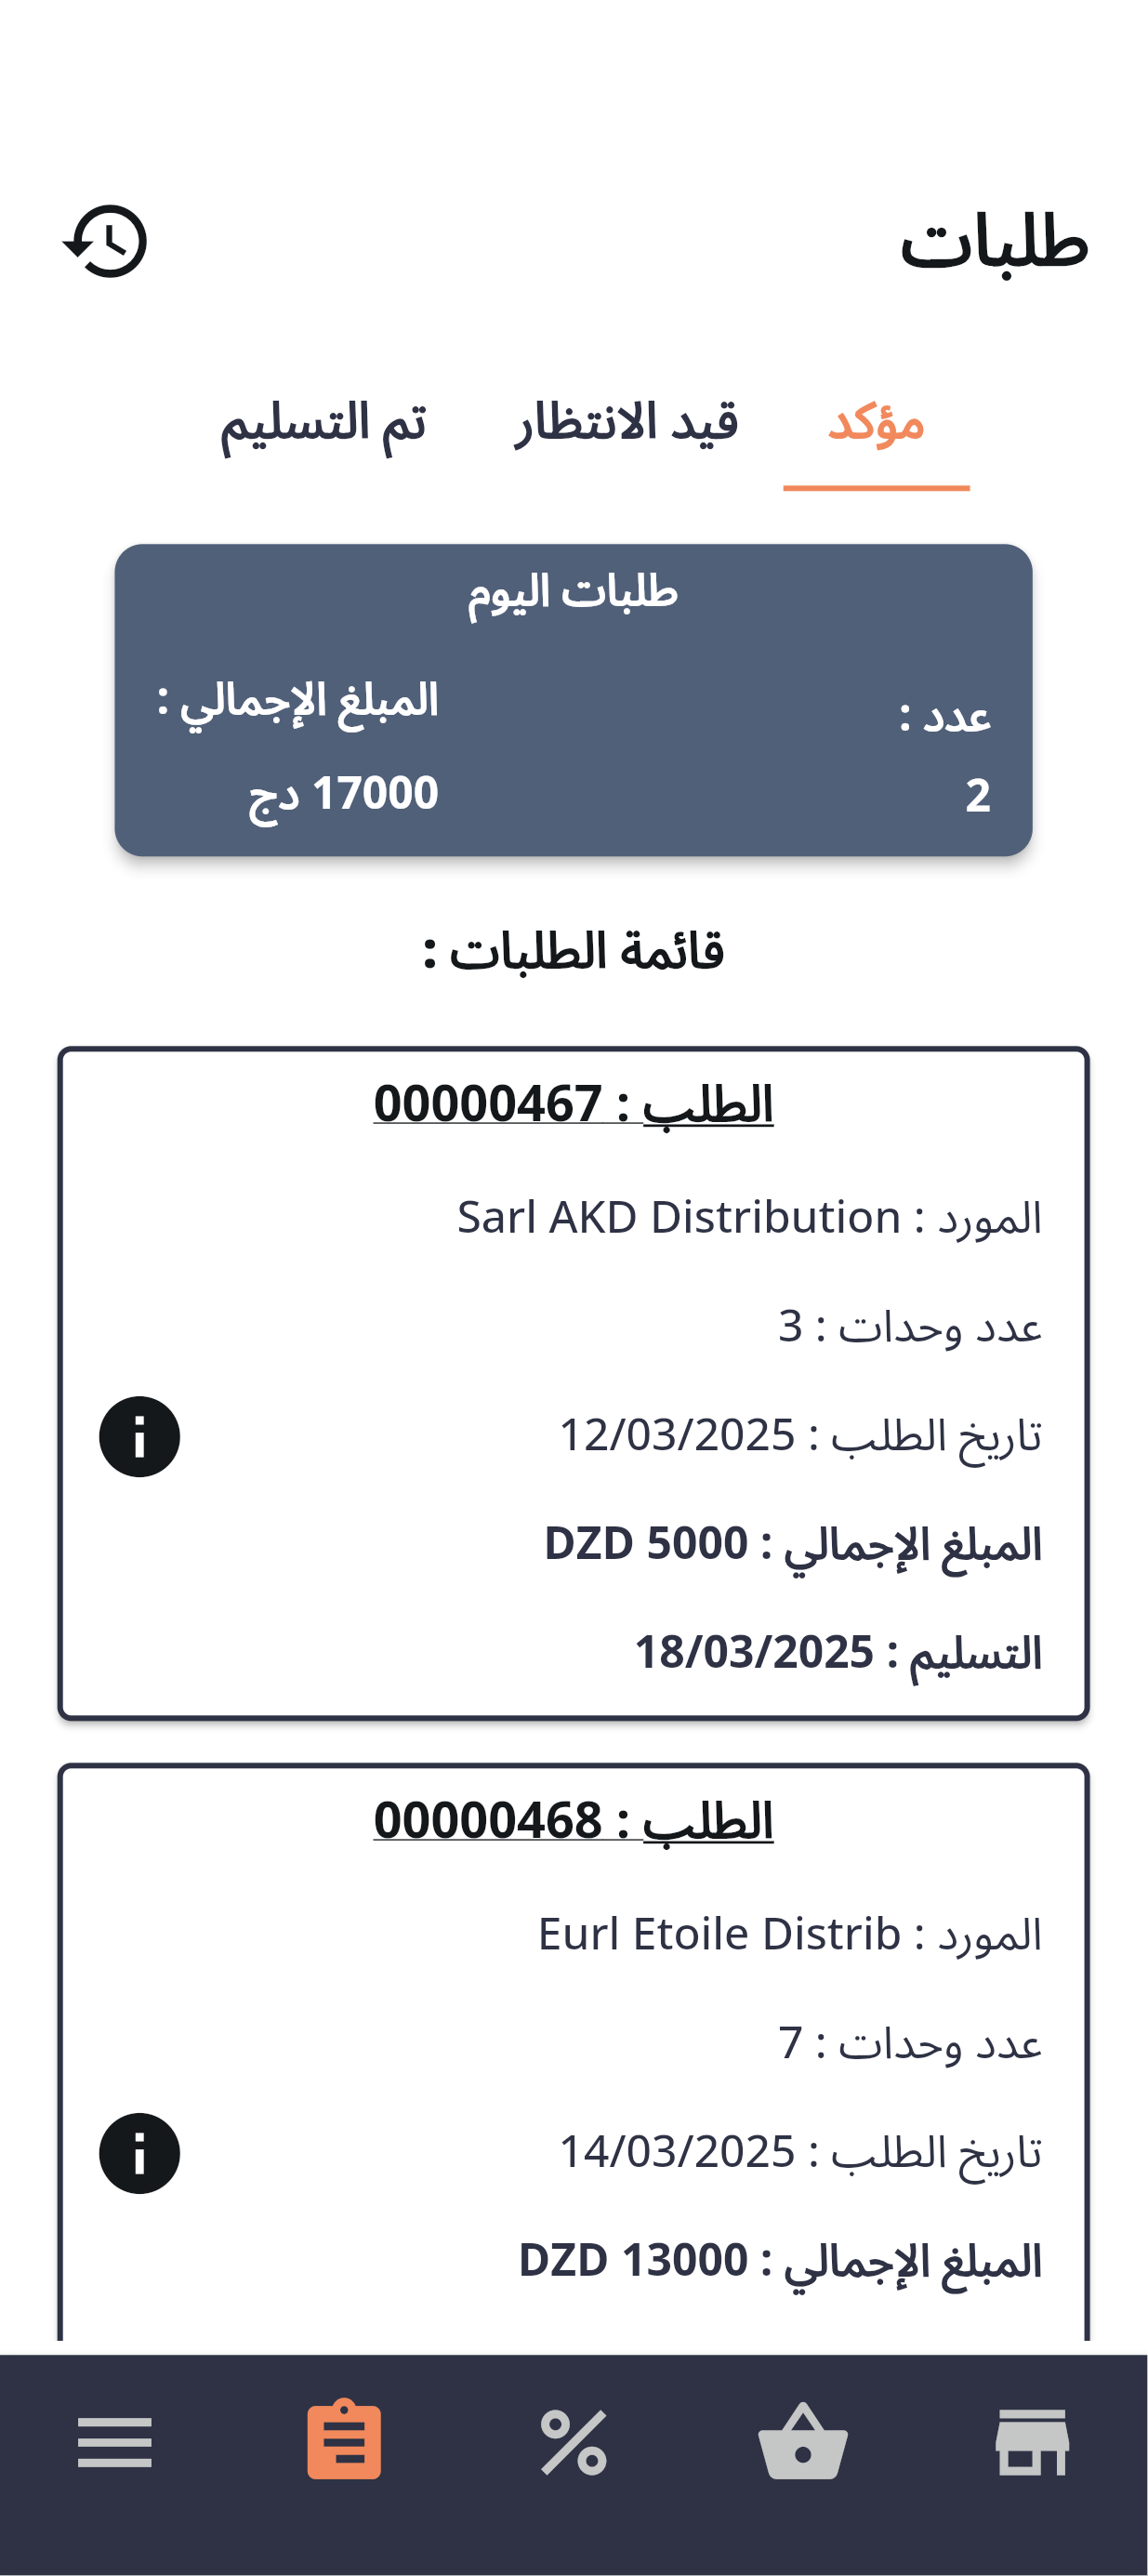 طلبات
مؤكد
قيد الانتظار
تم التسليم
طلبات اليوم
عدد :
2
المبلغ الإجمالي :
17000 دج
قائمة الطلبات :
الطلب : 00000467
المورد : Sarl AKD Distribution
عدد وحدات : 3
تاريخ الطلب : 12/03/2025
المبلغ الإجمالي : DZD 5000
التسليم : 18/03/2025
الطلب : 00000468
المورد : Eurl Etoile Distrib
عدد وحدات : 7
تاريخ الطلب : 14/03/2025
المبلغ الإجمالي : DZD 13000